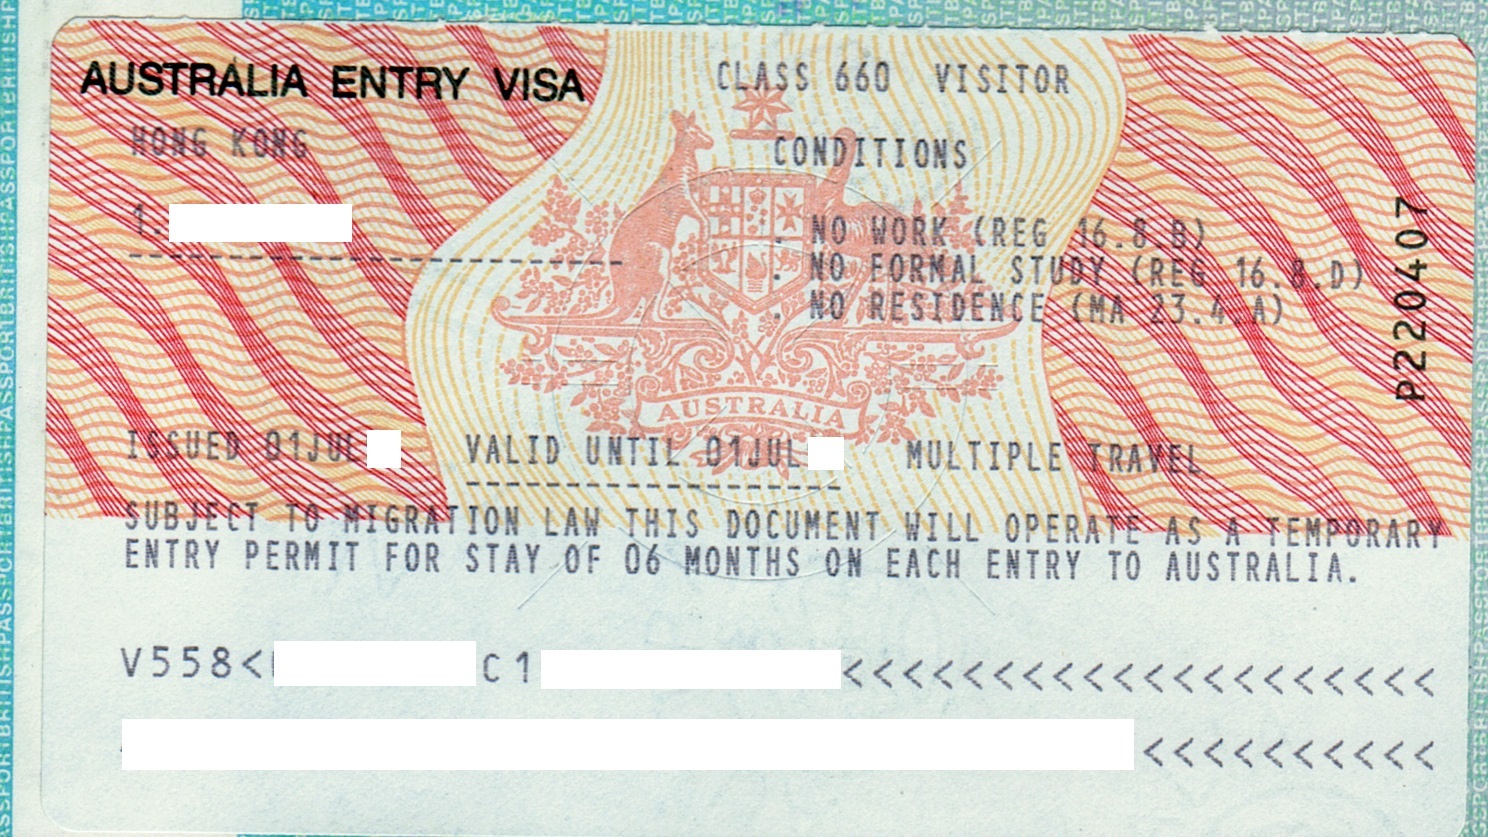 AUSTRALIA ENTRY VISA
CLASS 660 VISITOR
HONG KONG
CONDITIONS
1.
. NO WORK (REG 16.8.B)
. NO FORMAL STUDY (REG 16.8.D)
. NO RESIDENCE (MA 23.4.A)
P220407
AUSTRALIA
ISSUED 01JUL VALID UNTIL 01JUL MULTIPLE TRAVEL
SUBJECT TO MIGRATION LAW THIS DOCUMENT WILL OPERATE AS A TEMPORARY
ENTRY PERMIT FOR STAY OF 06 MONTHS ON EACH ENTRY TO AUSTRALIA.
V558< C1 <<<<<<<<<<<<<<<<<<<<
<<<<<<<<<<